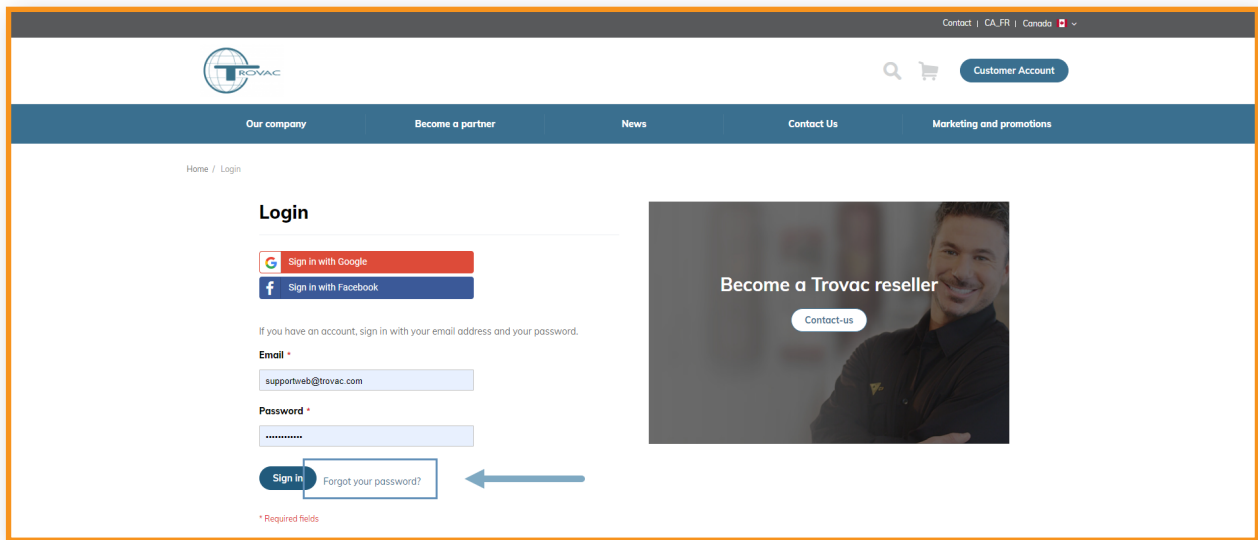 Contact | CA_FR | Canada
TROVAC
Customer Account
Our company Become a partner News Contact Us Marketing and promotions
Home / Login
Login
G Sign in with Google
f Sign in with Facebook
If you have an account, sign in with your email address and your password.
Email *
supportweb@trovac.com
Password *
••••••••••••
Sign in Forgot your password?
* Required fields
Become a Trovac reseller
Contact-us